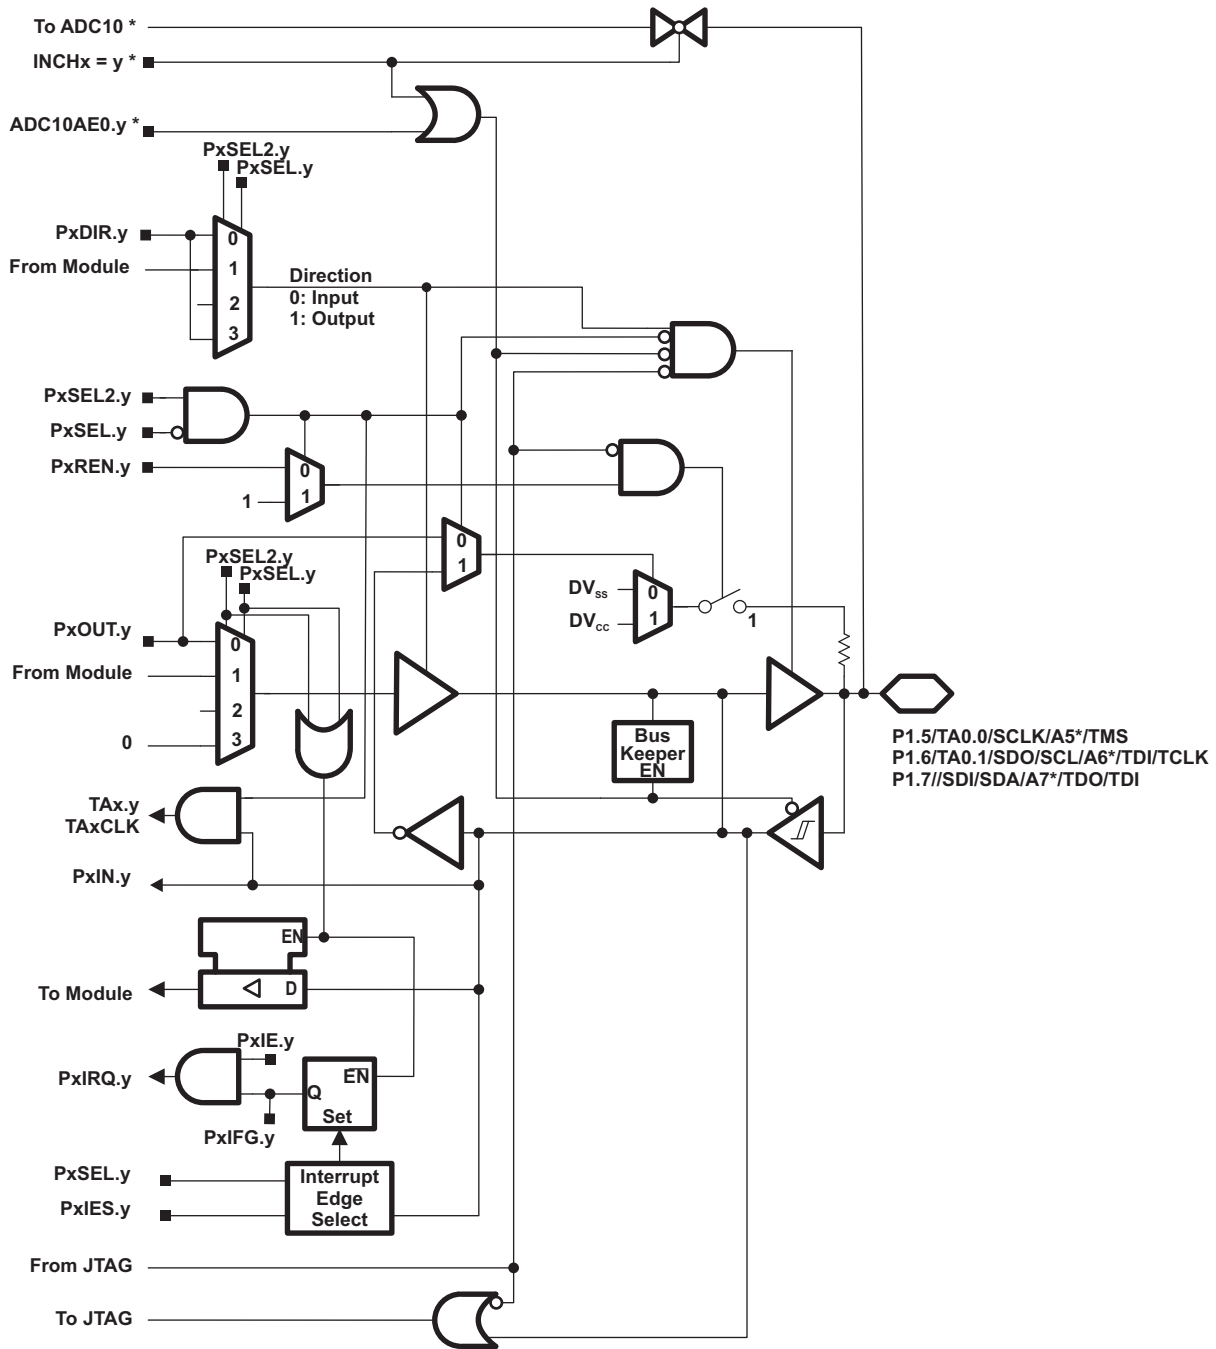 To ADC10 *
INCHx = y *
ADC10AE0.y *
PxSEL2.y
PxSEL.y
PxDIR.y
0
From Module
1
2
3
Direction
0: Input
1: Output
PxSEL2.y
PxSEL.y
PxREN.y
0
1
1
0
1
PxSEL2.y
PxSEL.y
DVSS
0
DVCC
1
1
PxOUT.y
0
From Module
1
2
0
3
Bus
Keeper
EN
P1.5/TA0.0/SCLK/A5*/TMS
P1.6/TA0.1/SDO/SCL/A6*/TDI/TCLK
P1.7//SDI/SDA/A7*/TDO/TDI
TAx.y
TAxCLK
PxIN.y
EN
To Module
D
PxIE.y
PxIRQ.y
EN
Q
Set
PxIFG.y
PxSEL.y
PxIES.y
Interrupt
Edge
Select
From JTAG
To JTAG